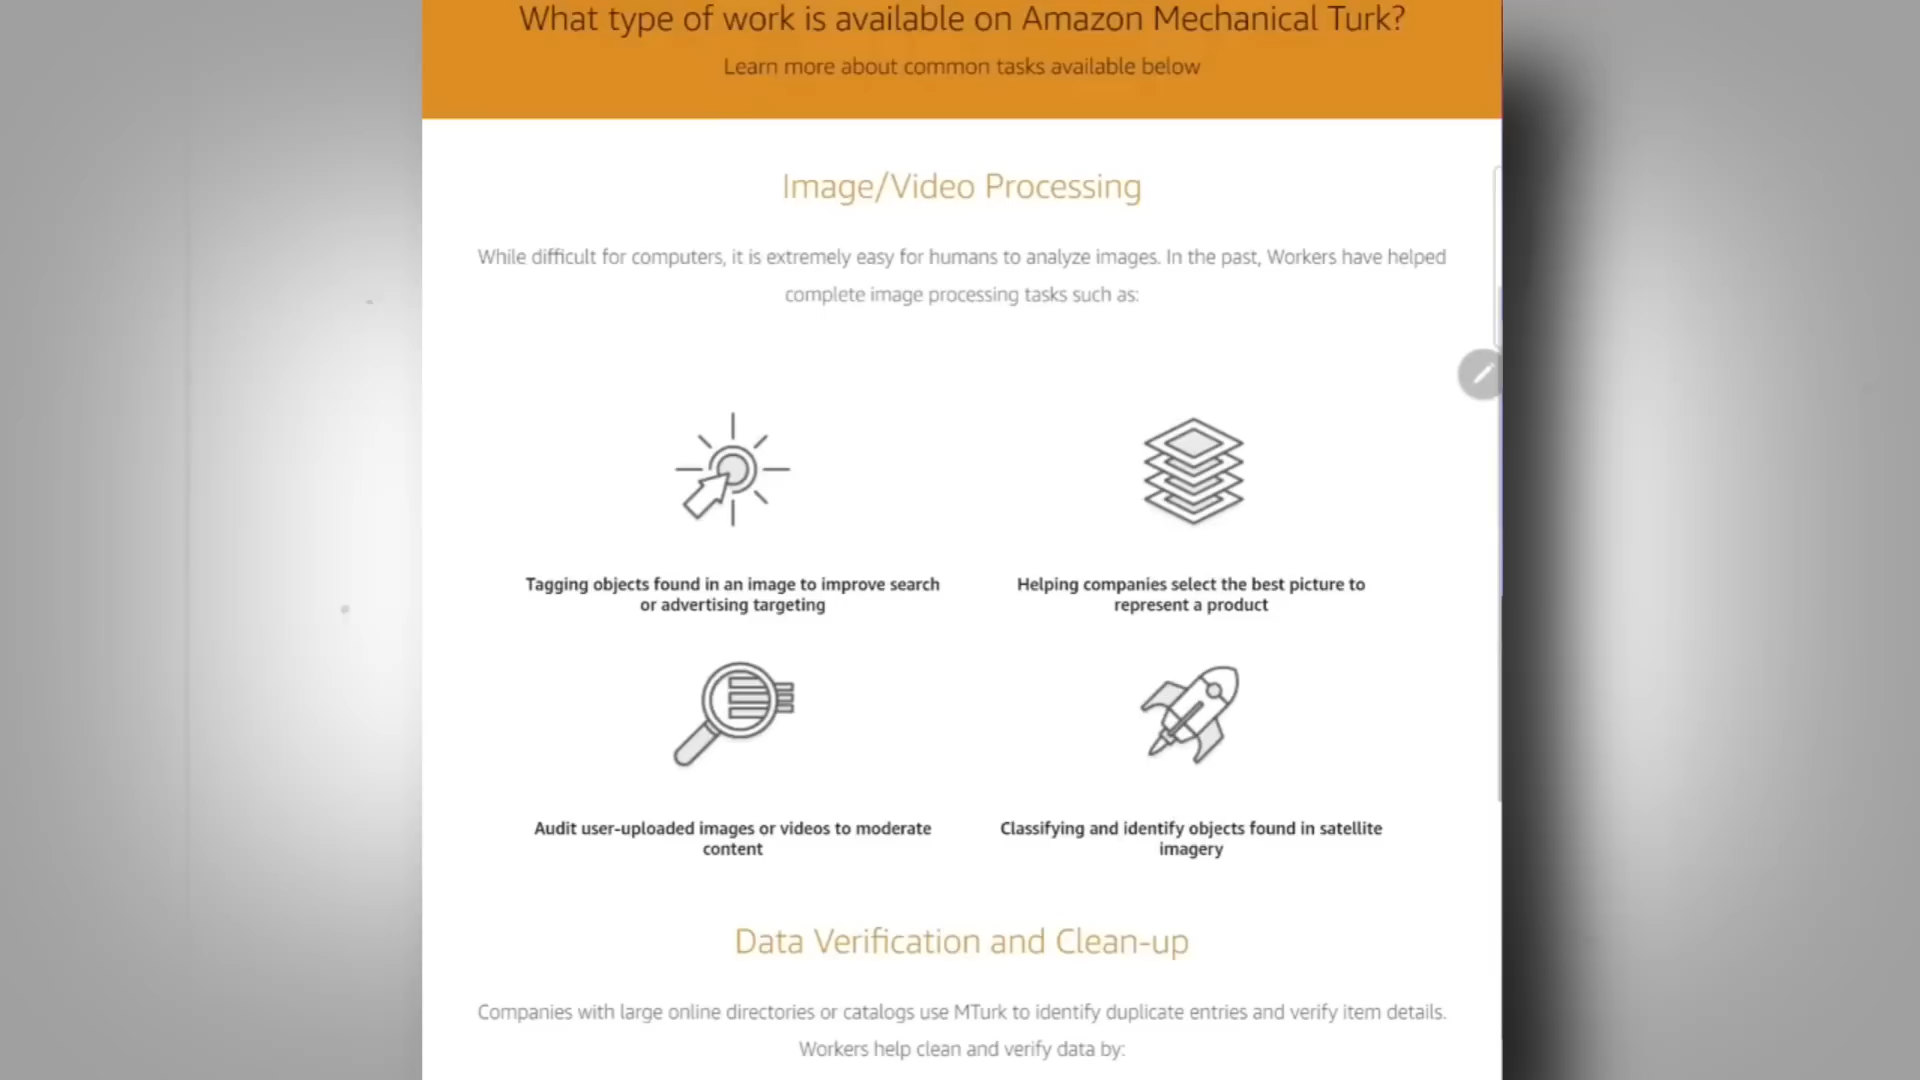 What type of work is available on Amazon Mechanical Turk?
Learn more about common tasks available below
Image/Video Processing
While difficult for computers, it is extremely easy for humans to analyze images. In the past, Workers have helped
complete image processing tasks such as:
Tagging objects found in an image to improve search
or advertising targeting
Helping companies select the best picture to
represent a product
Audit user-uploaded images or videos to moderate
content
Classifying and identify objects found in satellite
imagery
Data Verification and Clean-up
Companies with large online directories or catalogs use MTurk to identify duplicate entries and verify item details.
Workers help clean and verify data by: